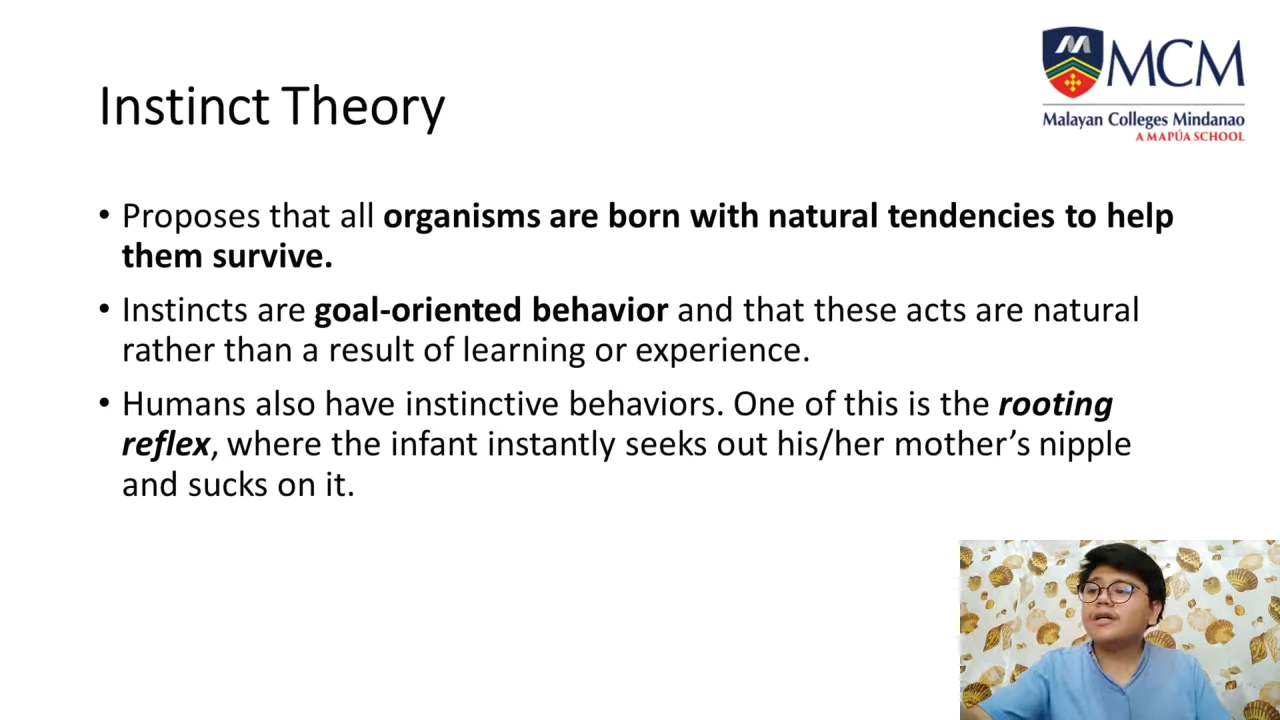 MCM
Malayan Colleges Mindanao
A MAPÚA SCHOOL
Instinct Theory
• Proposes that all organisms are born with natural tendencies to help
them survive.
• Instincts are goal-oriented behavior and that these acts are natural
rather than a result of learning or experience.
• Humans also have instinctive behaviors. One of this is the rooting
reflex, where the infant instantly seeks out his/her mother’s nipple
and sucks on it.